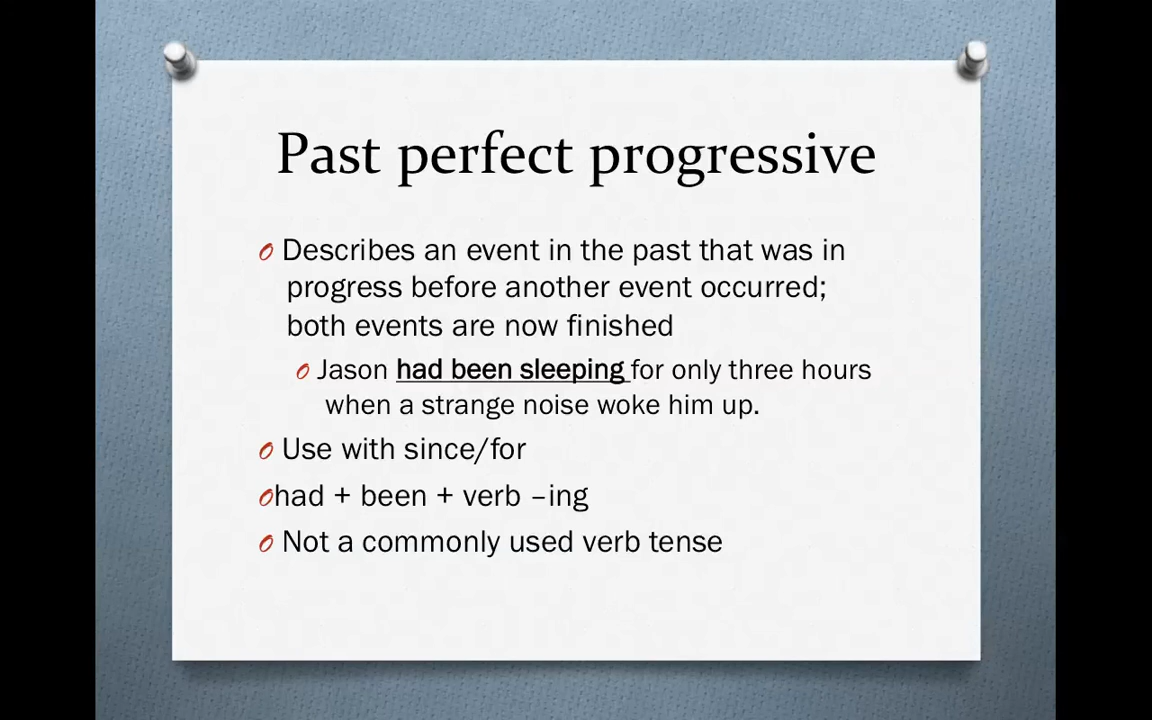 Past perfect progressive
Describes an event in the past that was in
progress before another event occurred;
both events are now finished
Jason had been sleeping for only three hours
when a strange noise woke him up.
Use with since/for
had + been + verb –ing
Not a commonly used verb tense